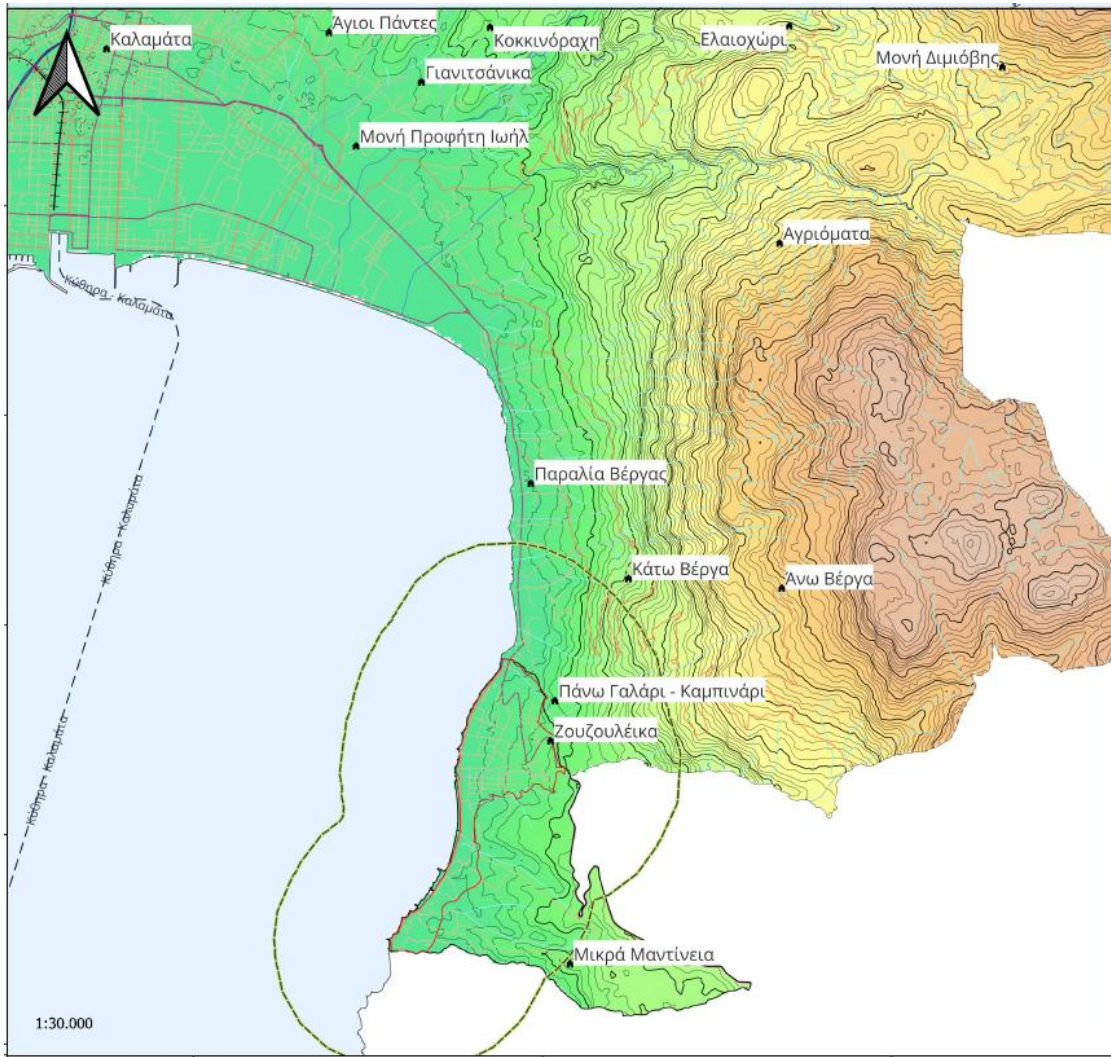 Άγιοι Πάντες
Καλαμάτα
Κοκκινόραχη
Ελαιοχώρι
Μονή Διμιόβης
Γιανιτσάνικα
Μονή Προφήτη Ιωήλ
Αγριόματα
Κύθηρα - Καλαμάτα
Παραλία Βέργας
Κύθηρα - Καλαμάτα
Κάτω Βέργα
Άνω Βέργα
Πάνω Γαλάρι - Καμπινάρι
Ζουζουλέικα
Κύθηρα - Καλαμάτα
Μικρά Μαντίνεια
1:30.000